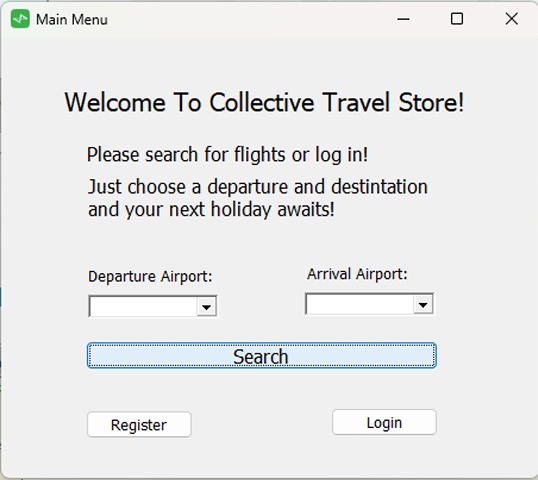 Main Menu
Welcome To Collective Travel Store!
Please search for flights or log in!
Just choose a departure and destintation
and your next holiday awaits!
Departure Airport:
Arrival Airport:
Search
Register
Login